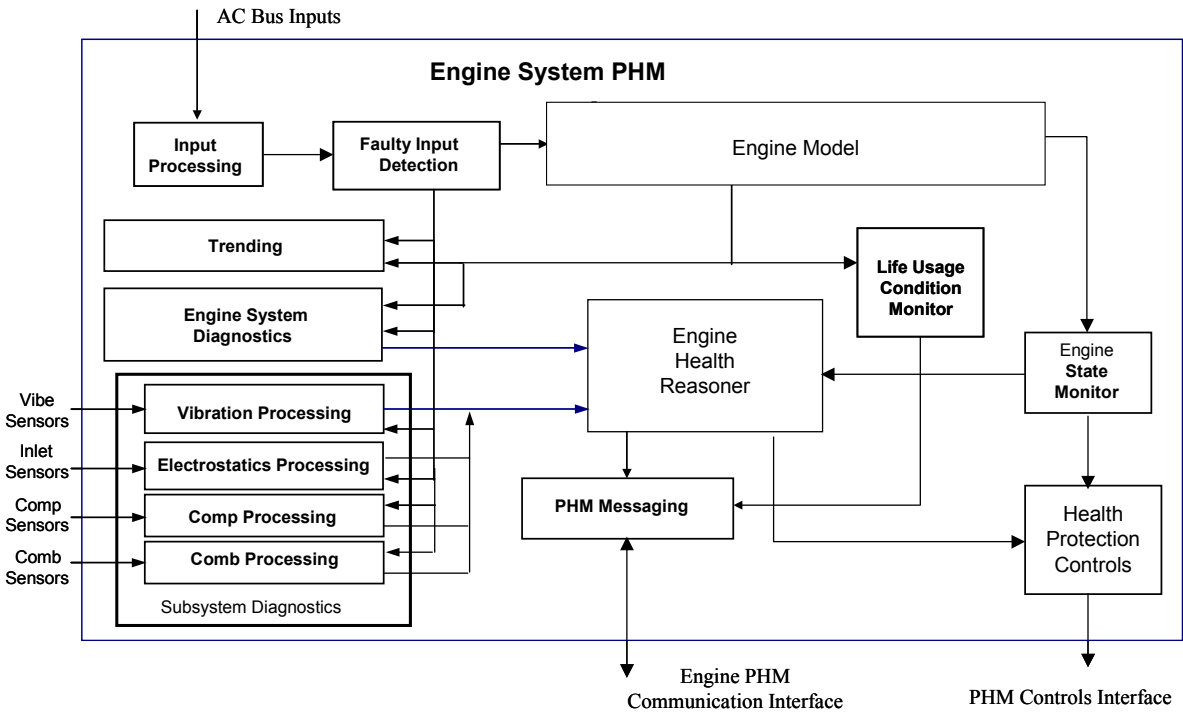 AC Bus Inputs
Engine System PHM
Input
Processing
Faulty Input
Detection
Engine Model
Trending
Life Usage
Condition
Monitor
Engine System
Diagnostics
Engine
Health
Reasoner
Engine
State
Monitor
Vibe
Sensors
Vibration Processing
Inlet
Sensors
Electrostatics Processing
Comp
Sensors
Comp Processing
Comb
Sensors
Comb Processing
Subsystem Diagnostics
PHM Messaging
Health
Protection
Controls
Engine PHM
Communication Interface
PHM Controls Interface